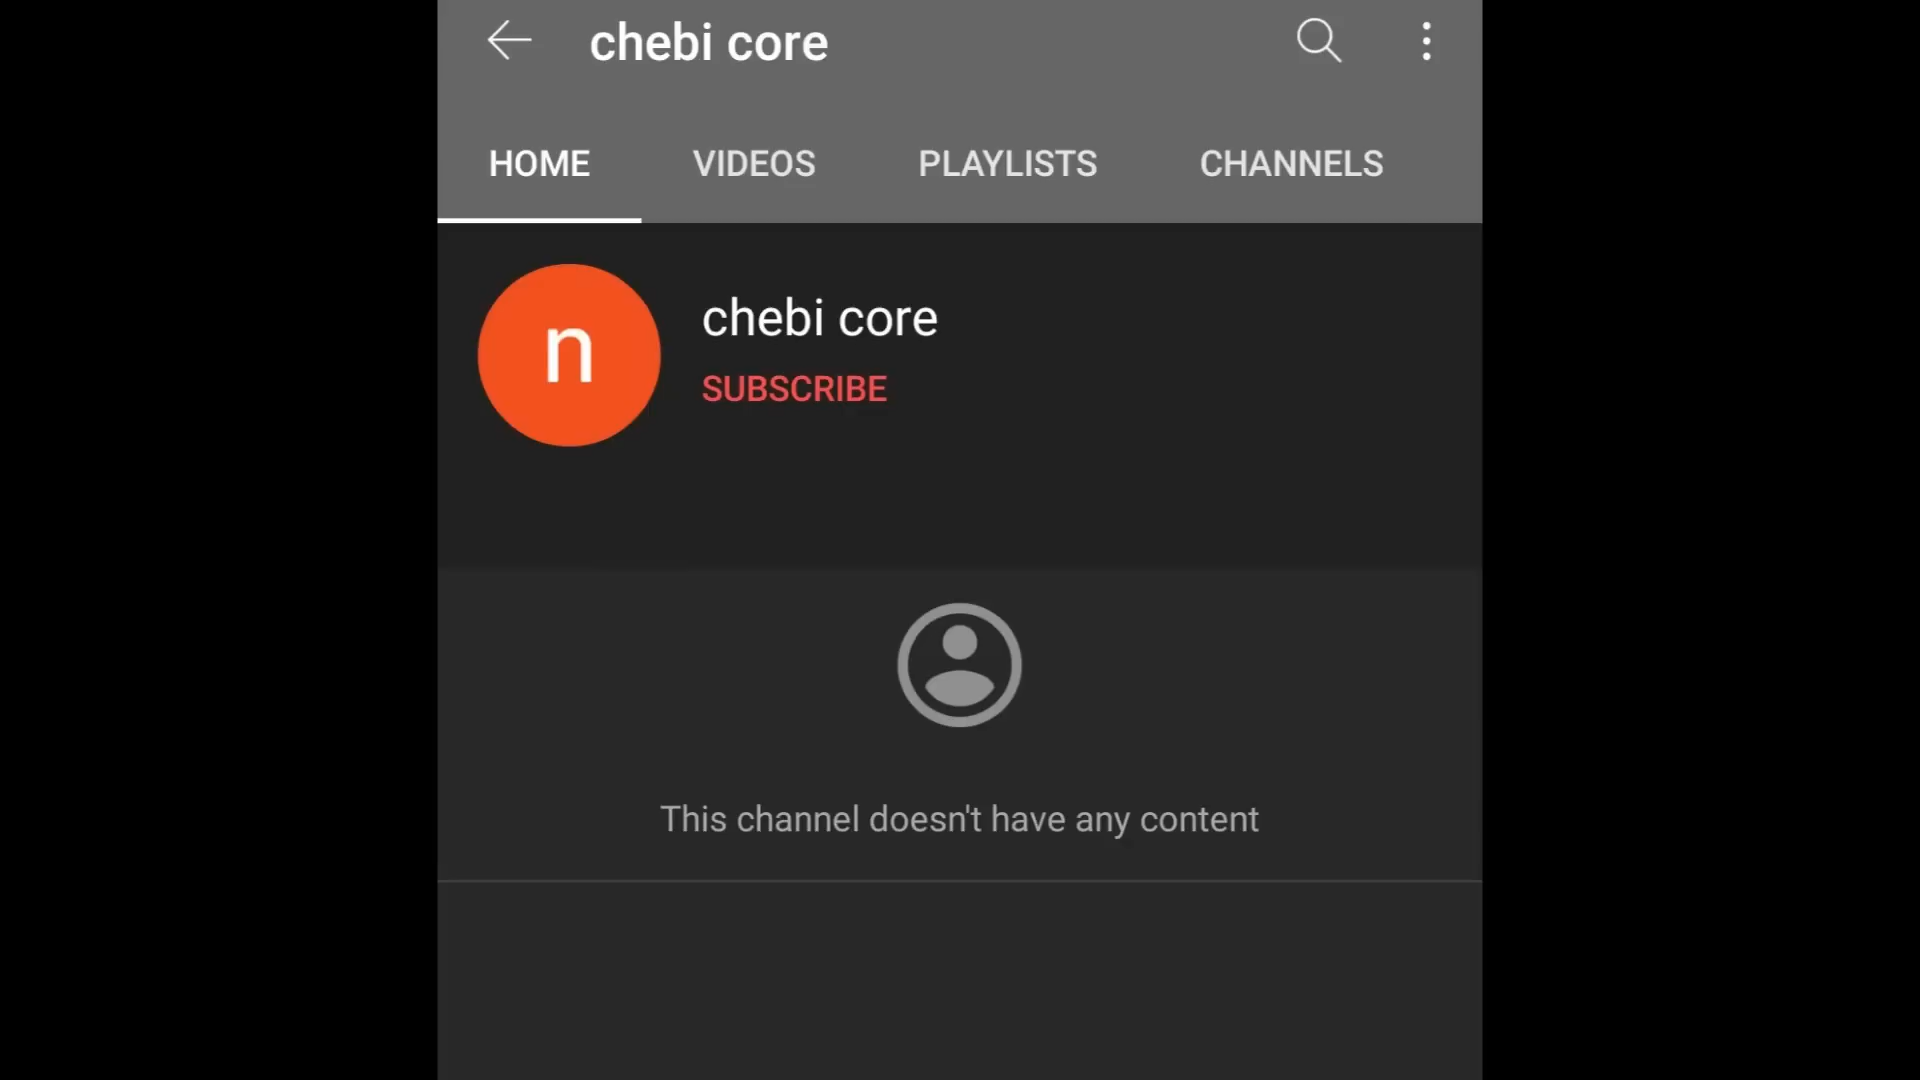 chebi core
HOME VIDEOS PLAYLISTS CHANNELS
n
chebi core
SUBSCRIBE
This channel doesn't have any content